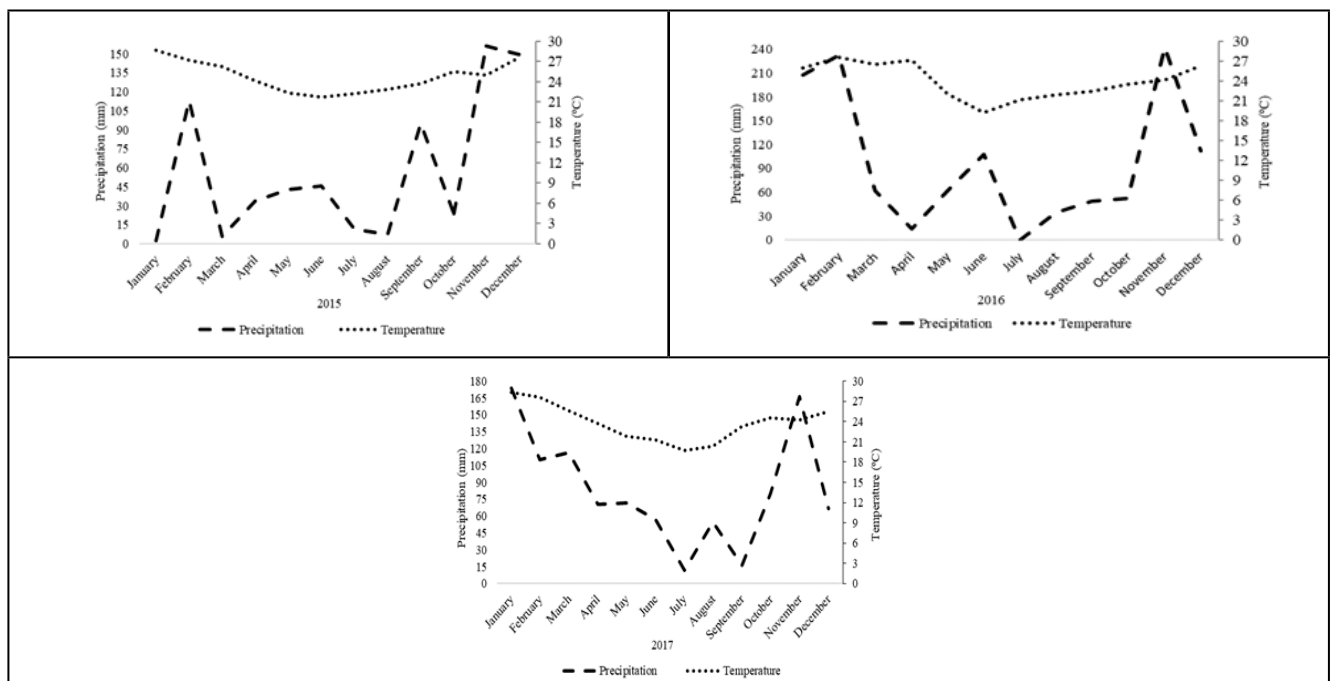 Precipitation (mm)
150
135
120
105
90
75
60
45
30
15
0
30
27
24
21
18
15
12
9
6
3
0
Temperature (ºC)
January
February
March
April
May
June
July
August
September
October
November
December
2015
Precipitation
Temperature
Precipitation (mm)
240
210
180
150
120
90
60
30
0
30
27
24
21
18
15
12
9
6
3
0
Temperature (ºC)
January
February
March
April
May
June
July
August
September
October
November
December
2016
Precipitation
Temperature
Precipitation (mm)
180
165
150
135
120
105
90
75
60
45
30
15
0
30
27
24
21
18
15
12
9
6
3
0
Temperature (ºC)
January
February
March
April
May
June
July
August
September
October
November
December
2017
Precipitation
Temperature